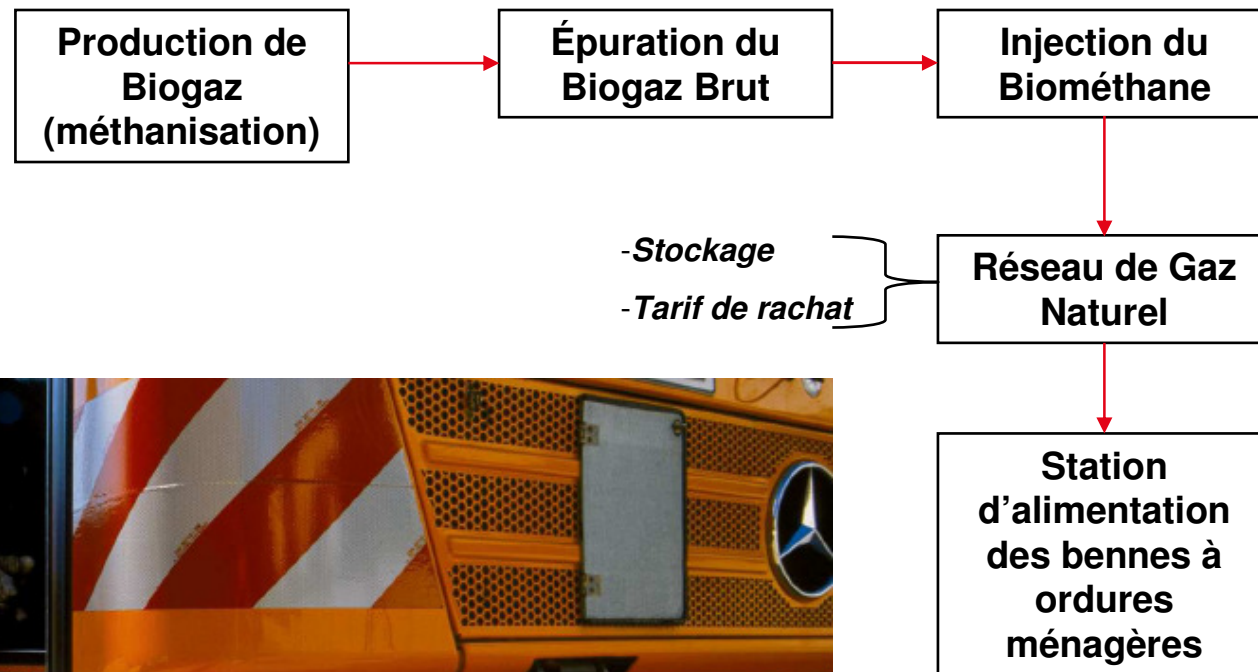 Production de
Biogaz
(méthanisation)
Épuration du
Biogaz Brut
Injection du
Biométhane
-Stockage
-Tarif de rachat
Réseau de Gaz
Naturel
Station
d’alimentation
des bennes à
ordures
ménagères